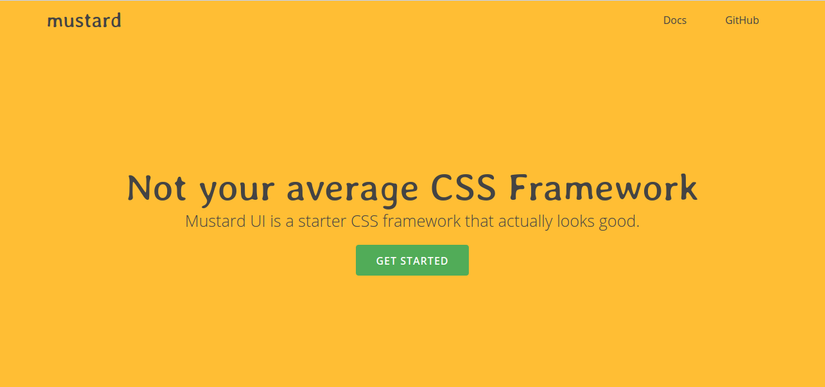 mustard
Docs
GitHub
Not your average CSS Framework
Mustard UI is a starter CSS framework that actually looks good.
GET STARTED